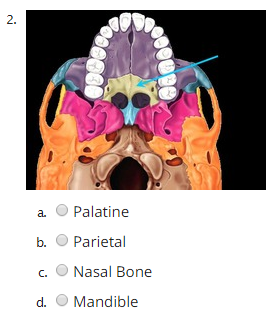 2.
a. Palatine
b. Parietal
c. Nasal Bone
d. Mandible